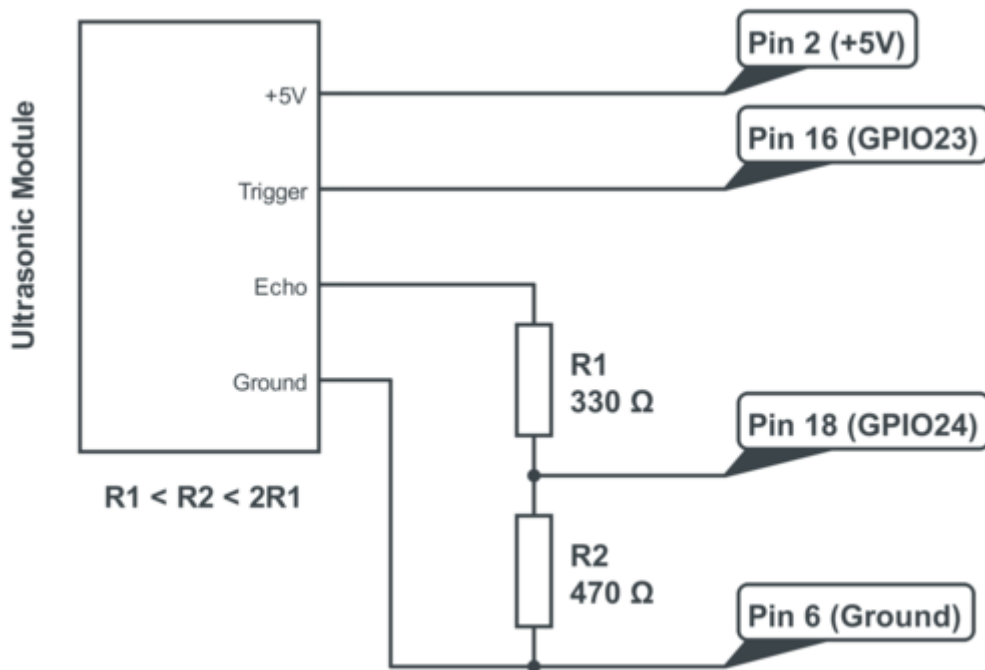 Ultrasonic Module
+5V
Trigger
Echo
Ground
R1 < R2 < 2R1
R1
330 Ω
R2
470 Ω
Pin 2 (+5V)
Pin 16 (GPIO23)
Pin 18 (GPIO24)
Pin 6 (Ground)